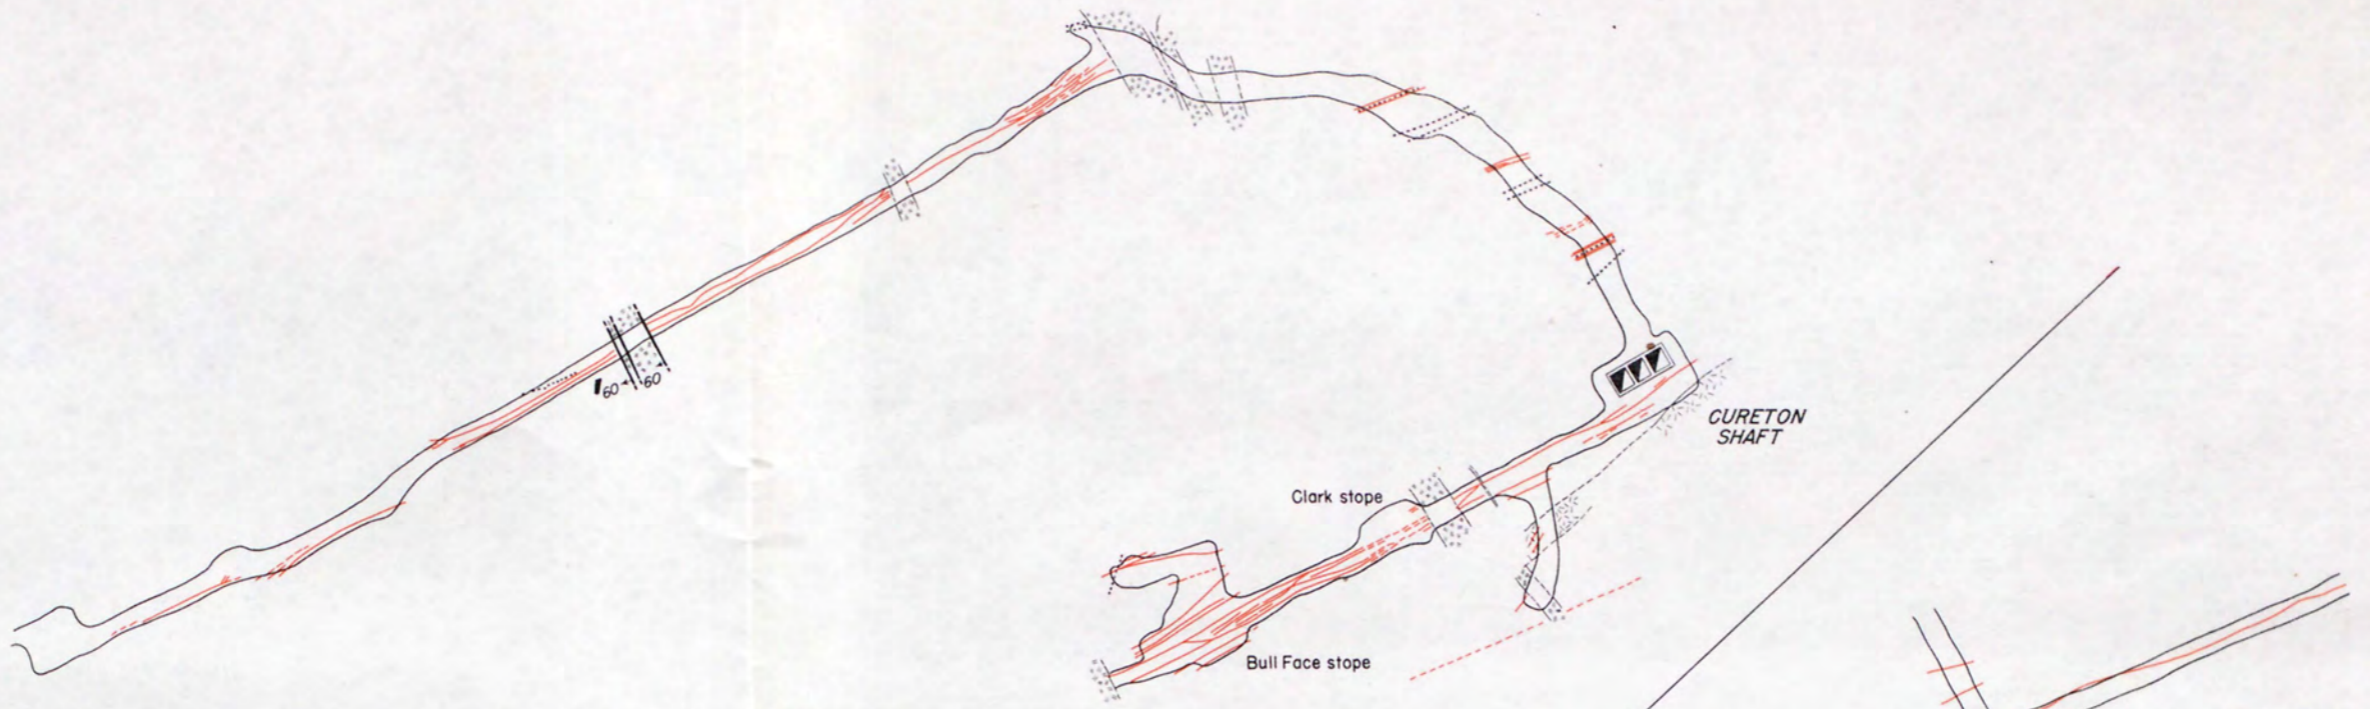 60 60
CURETON
SHAFT
Clark stope
Bull Face stope